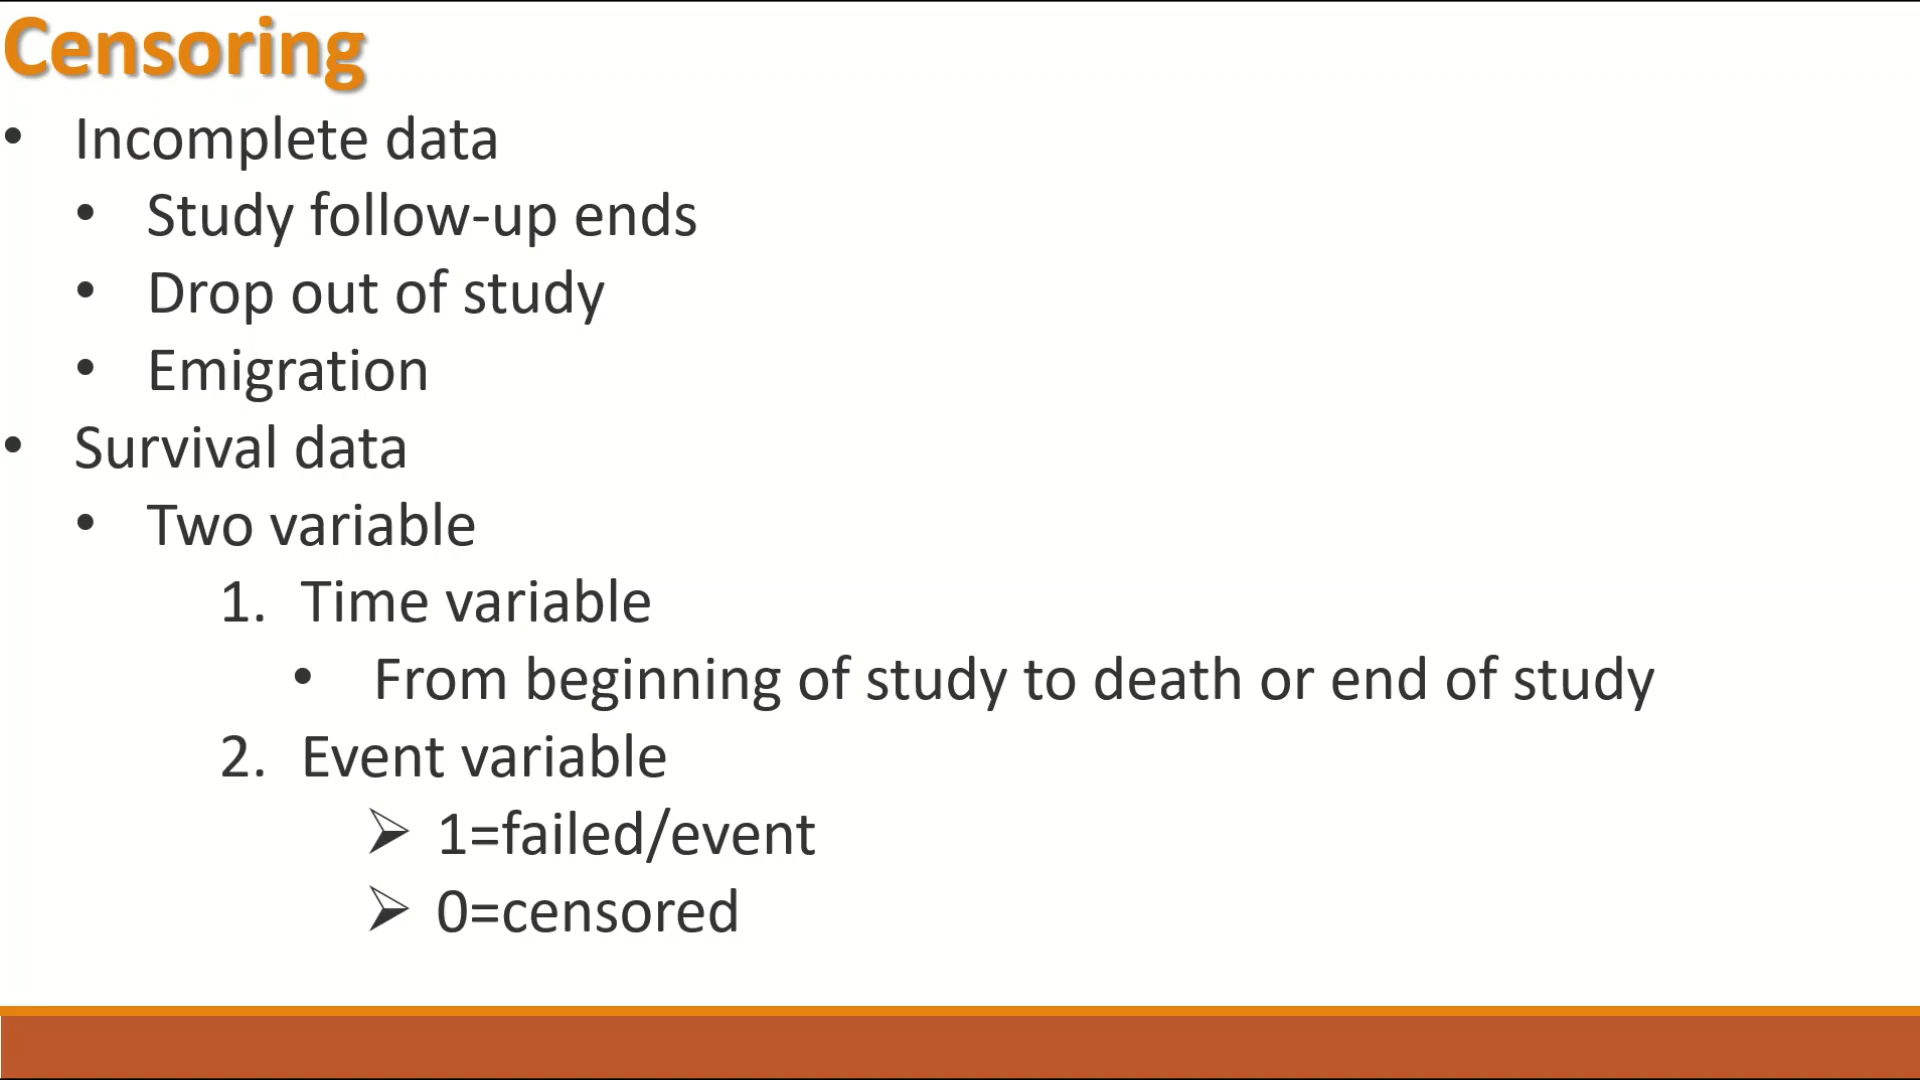 Censoring
• Incomplete data
• Study follow-up ends
• Drop out of study
• Emigration
• Survival data
• Two variable
1. Time variable
• From beginning of study to death or end of study
2. Event variable
➢ 1=failed/event
➢ 0=censored